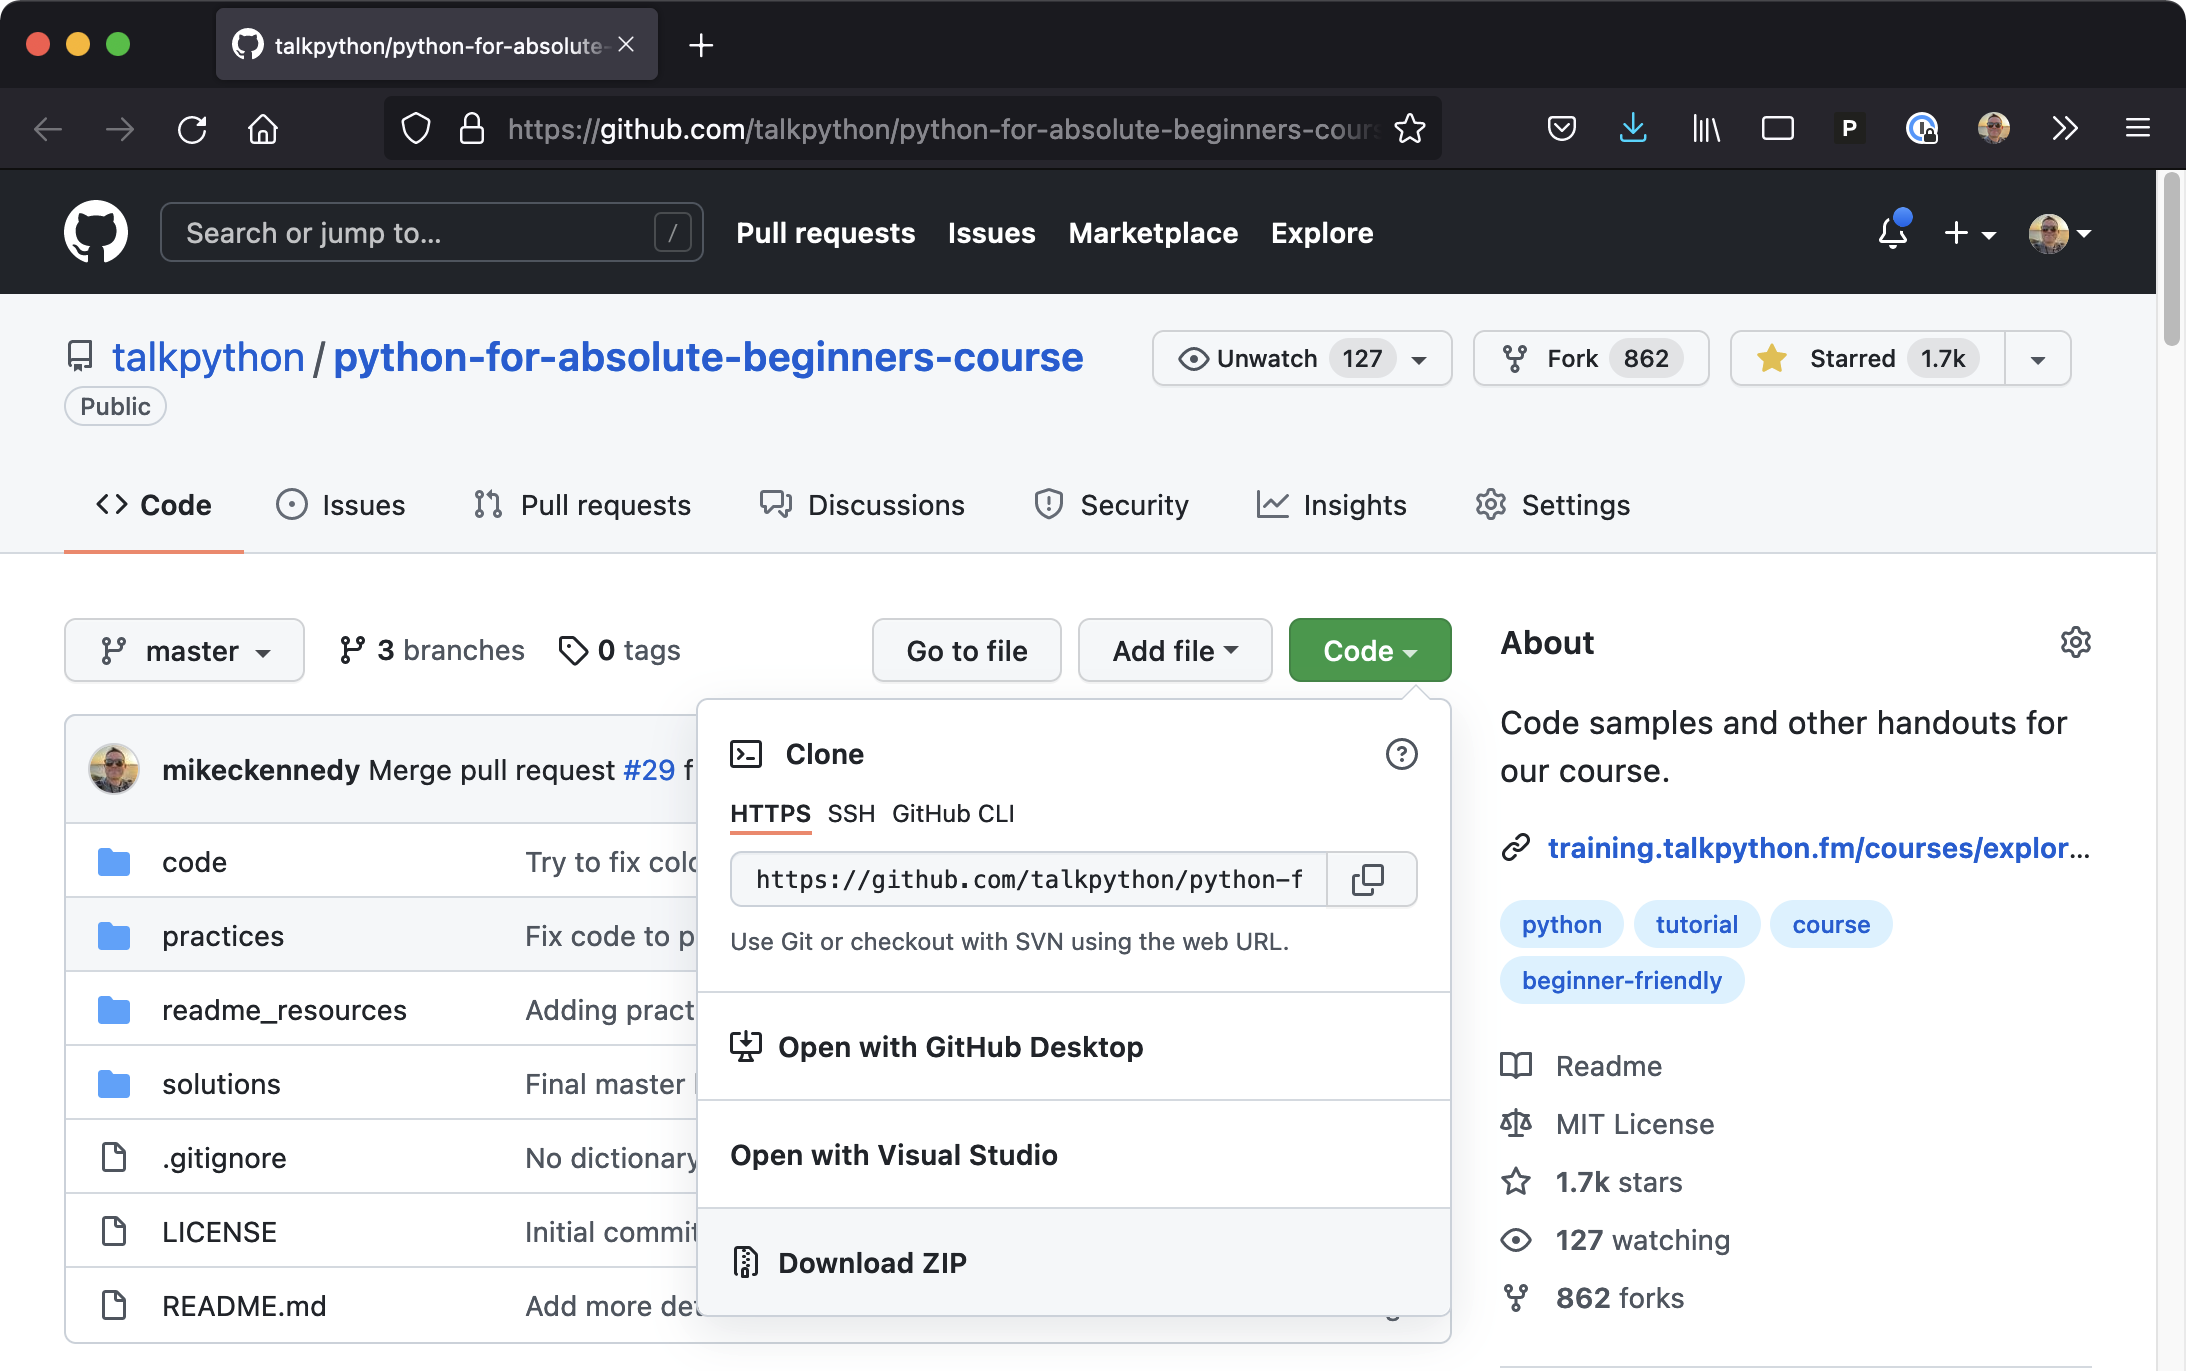 talkpython/python-for-absolute-
https://github.com/talkpython/python-for-absolute-beginners-cours
P
Search or jump to...
/
Pull requests
Issues
Marketplace
Explore
talkpython / python-for-absolute-beginners-course
Public
Unwatch 127
Fork 862
Starred 1.7k
Code
Issues
Pull requests
Discussions
Security
Insights
Settings
master
3 branches
0 tags
Go to file
Add file
Code
mikeckennedy Merge pull request #29 f
code
Try to fix colo
practices
Fix code to p
readme_resources
Adding pract
solutions
Final master
.gitignore
No dictionary
LICENSE
Initial commit
README.md
Add more det
Clone
HTTPS SSH GitHub CLI
https://github.com/talkpython/python-f
Use Git or checkout with SVN using the web URL.
Open with GitHub Desktop
Open with Visual Studio
Download ZIP
About
Code samples and other handouts for
our course.
training.talkpython.fm/courses/explor...
python
tutorial
course
beginner-friendly
Readme
MIT License
1.7k stars
127 watching
862 forks